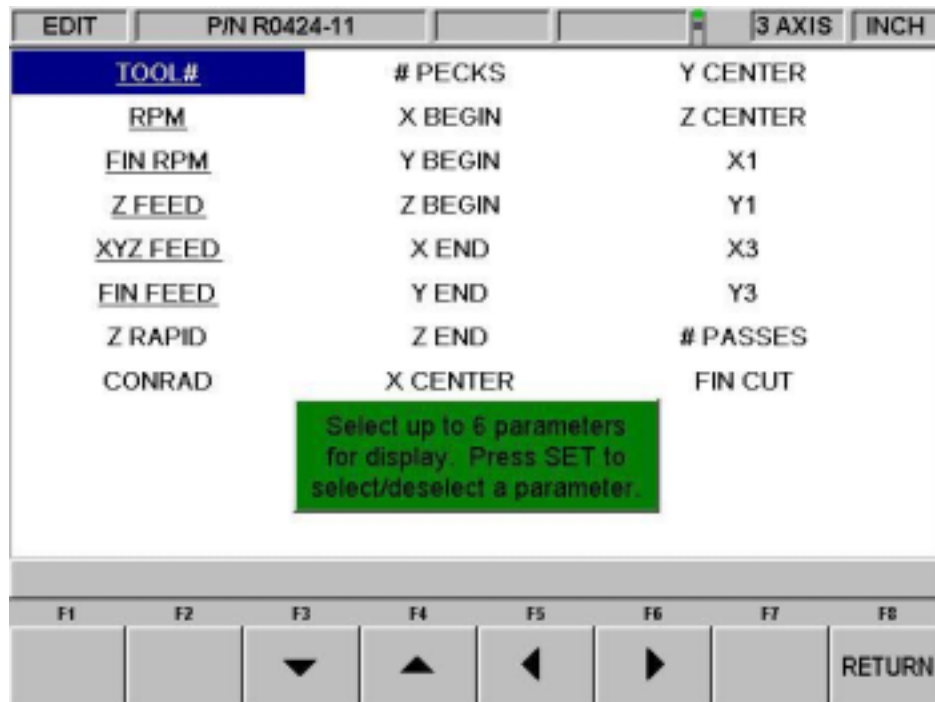 EDIT P/N R0424-11 3 AXIS INCH
TOOL# # PECKS Y CENTER
RPM X BEGIN Z CENTER
FIN RPM Y BEGIN X1
Z FEED Z BEGIN Y1
XYZ FEED X END X3
FIN FEED Y END Y3
Z RAPID Z END # PASSES
CONRAD X CENTER FIN CUT
Select up to 6 parameters
for display. Press SET to
select/deselect a parameter.
F1 F2 F3 F4 F5 F6 F7 F8
RETURN